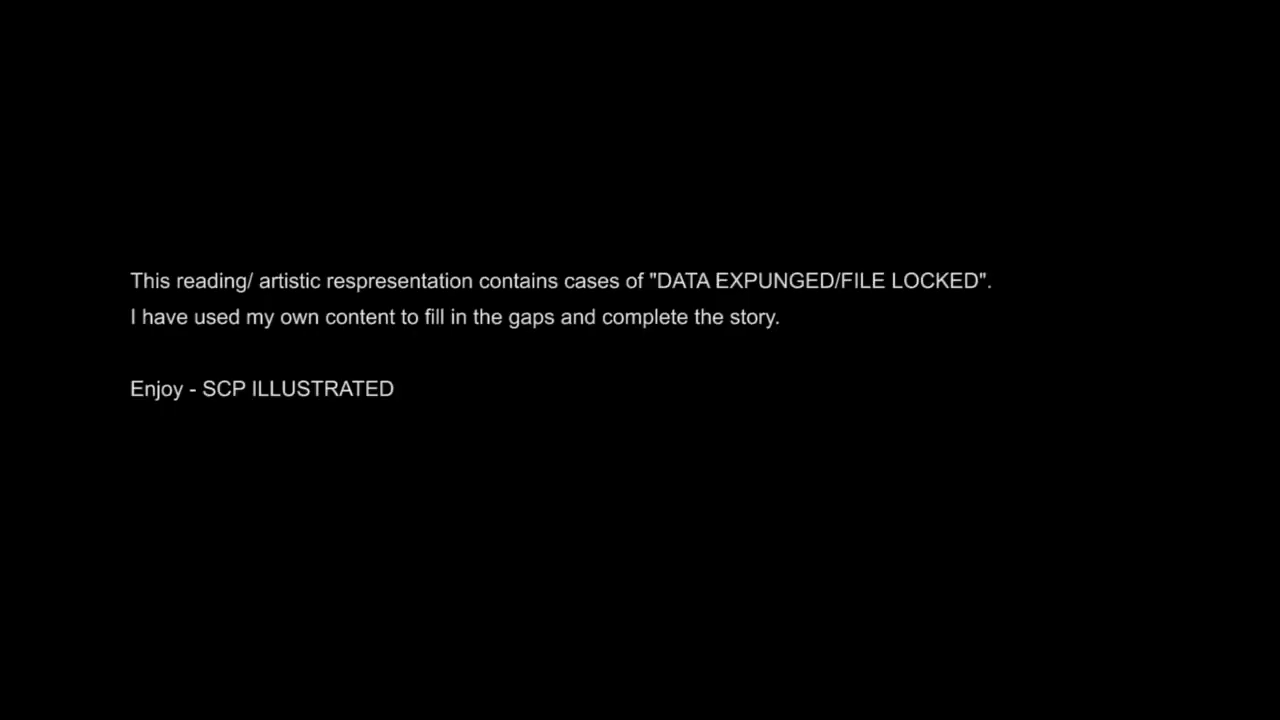 This reading/ artistic respresentation contains cases of "DATA EXPUNGED/FILE LOCKED".
I have used my own content to fill in the gaps and complete the story.
Enjoy - SCP ILLUSTRATED